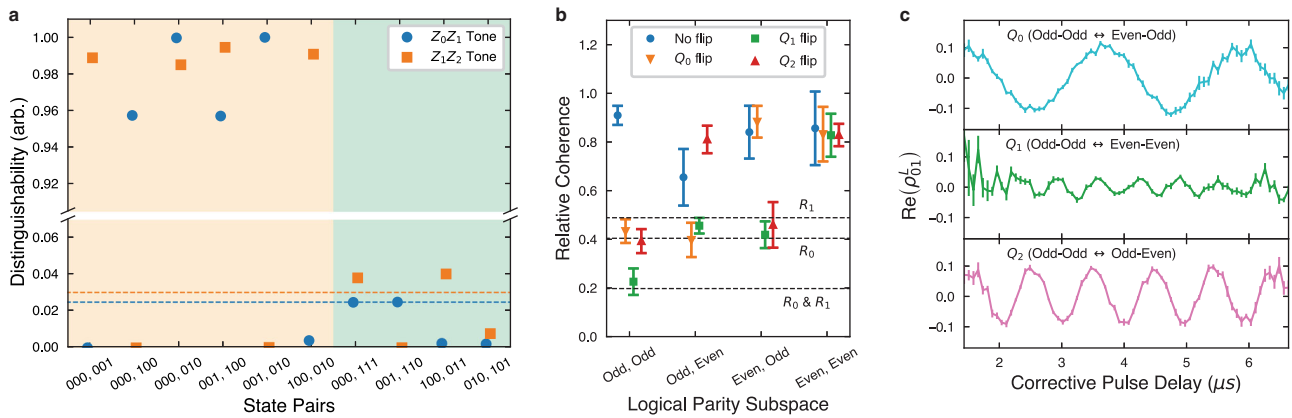 a
Distinguishability (arb.)
1.00
0.98
0.96
0.94
0.92
0.06
0.04
0.02
0.00
Z₀Z₁ Tone
Z₁Z₂ Tone
000, 001
000, 100
000, 010
001, 100
001, 010
100, 010
000, 111
001, 110
100, 011
010, 101
State Pairs
b
Relative Coherence
1.2
1.0
0.8
0.6
0.4
0.2
0.0
No flip
Q₀ flip
Q₁ flip
Q₂ flip
R₁
R₀
R₀ & R₁
Odd, Odd
Odd, Even
Even, Odd
Even, Even
Logical Parity Subspace
c
Re(ρ₀₁ᴸ)
Q₀ (Odd-Odd ↔ Even-Odd)
0.1
0.0
−0.1
Q₁ (Odd-Odd ↔ Even-Even)
0.1
0.0
−0.1
Q₂ (Odd-Odd ↔ Odd-Even)
0.1
0.0
−0.1
2
3
4
5
6
Corrective Pulse Delay (μs)